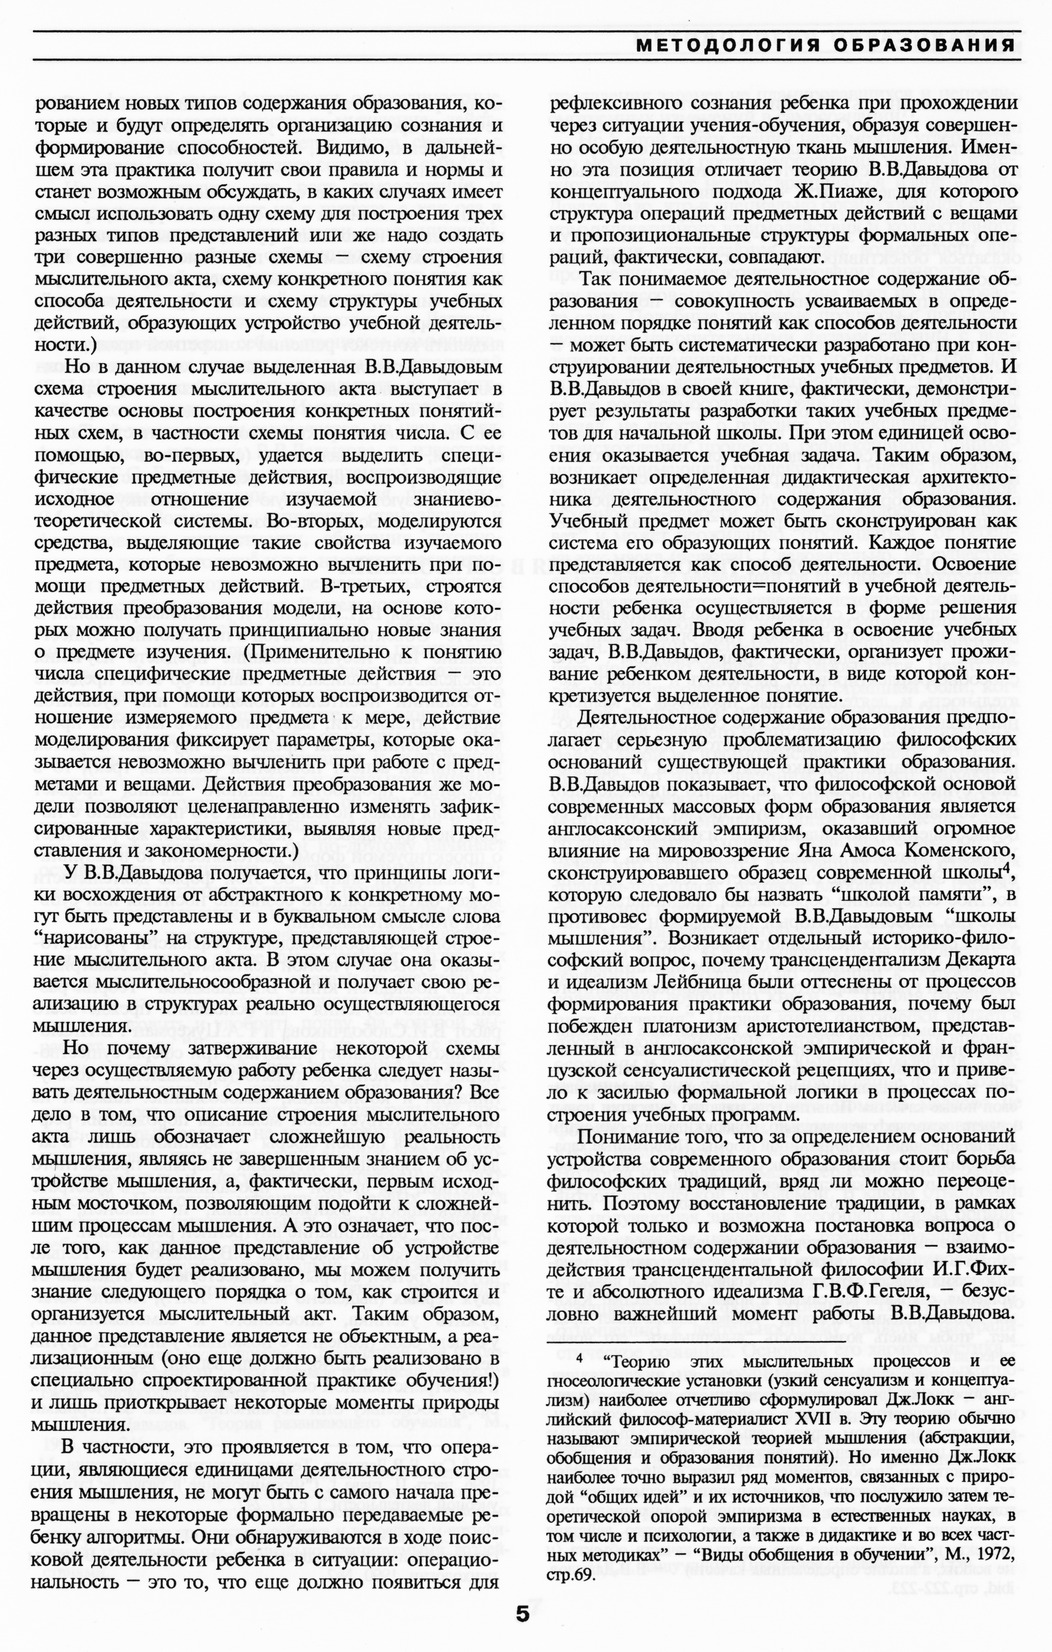 МЕТОДОЛОГИЯ ОБРАЗОВАНИЯ
рованием новых типов содержания образования, ко-
торые и будут определять организацию сознания и
формирование способностей. Видимо, в дальней-
шем эта практика получит свои правила и нормы и
станет возможным обсуждать, в каких случаях имеет
смысл использовать одну схему для построения трех
разных типов представлений или же надо создать
три совершенно разные схемы — схему строения
мыслительного акта, схему конкретного понятия как
способа деятельности и схему структуры учебных
действий, образующих устройство учебной деятель-
ности.)
Но в данном случае выделенная В.В.Давыдовым
схема строения мыслительного акта выступает в
качестве основы построения конкретных понятий-
ных схем, в частности схемы понятия числа. С ее
помощью, во-первых, удается выделить специ-
фические предметные действия, воспроизводящие
исходное отношение изучаемой знаниево-
теоретической системы. Во-вторых, моделируются
средства, выделяющие такие свойства изучаемого
предмета, которые невозможно вычленить при по-
мощи предметных действий. В-третьих, строятся
действия преобразования модели, на основе кото-
рых можно получать принципиально новые знания
о предмете изучения. (Применительно к понятию
числа специфические предметные действия — это
действия, при помощи которых воспроизводится от-
ношение измеряемого предмета к мере, действие
моделирования фиксирует параметры, которые ока-
зывается невозможно вычленить при работе с пред-
метами и вещами. Действия преобразования же мо-
дели позволяют целенаправленно изменять зафик-
сированные характеристики, выявляя новые пред-
ставления и закономерности.)
У В.В.Давыдова получается, что принципы логи-
ки восхождения от абстрактного к конкретному мо-
гут быть представлены и в буквальном смысле слова
“нарисованы” на структуре, представляющей строе-
ние мыслительного акта. В этом случае она оказы-
вается мыслительносообразной и получает свою ре-
ализацию в структурах реально осуществляющегося
мышления.
Но почему затверживание некоторой схемы
через осуществляемую работу ребенка следует назы-
вать деятельностным содержанием образования? Все
дело в том, что описание строения мыслительного
акта лишь обозначает сложнейшую реальность
мышления, являясь не завершенным знанием об ус-
тройстве мышления, а, фактически, первым исход-
ным мосточком, позволяющим подойти к сложней-
шим процессам мышления. А это означает, что пос-
ле того, как данное представление об устройстве
мышления будет реализовано, мы можем получить
знание следующего порядка о том, как строится и
организуется мыслительный акт. Таким образом,
данное представление является не объектным, а реа-
лизационным (оно еще должно быть реализовано в
специально спроектированной практике обучения!)
и лишь приоткрывает некоторые моменты природы
мышления.
В частности, это проявляется в том, что опера-
ции, являющиеся единицами деятельностного стро-
ения мышления, не могут быть с самого начала пре-
вращены в некоторые формально передаваемые ре-
бенку алгоритмы. Они обнаруживаются в ходе поис-
ковой деятельности ребенка в ситуации: операцио-
нальность — это то, что еще должно появиться для
рефлексивного сознания ребенка при прохождении
через ситуации учения-обучения, образуя совершен-
но особую деятельностную ткань мышления. Имен-
но эта позиция отличает теорию В.В.Давыдова от
концептуального подхода Ж.Пиаже, для которого
структура операций предметных действий с вещами
и пропозициональные структуры формальных опе-
раций, фактически, совпадают.
Так понимаемое деятельностное содержание об-
разования — совокупность усваиваемых в опреде-
ленном порядке понятий как способов деятельности
— может быть систематически разработано при кон-
струировании деятельностных учебных предметов. И
В.В.Давыдов в своей книге, фактически, демонстри-
рует результаты разработки таких учебных предме-
тов для начальной школы. При этом единицей осво-
ения оказывается учебная задача. Таким образом,
возникает определенная дидактическая архитекто-
ника деятельностного содержания образования.
Учебный предмет может быть сконструирован как
система его образующих понятий. Каждое понятие
представляется как способ деятельности. Освоение
способов деятельности=понятий в учебной деятель-
ности ребенка осуществляется в форме решения
учебных задач. Вводя ребенка в освоение учебных
задач, В.В.Давыдов, фактически, организует прожи-
вание ребенком деятельности, в виде которой кон-
кретизуется выделенное понятие.
Деятельностное содержание образования предпо-
лагает серьезную проблематизацию философских
оснований существующей практики образования.
В.В.Давыдов показывает, что философской основой
современных массовых форм образования является
англосаксонский эмпиризм, оказавший огромное
влияние на мировоззрение Яна Амоса Коменского,
сконструировавшего образец современной школы⁴,
которую следовало бы назвать “школой памяти”, в
противовес формируемой В.В.Давыдовым “школы
мышления”. Возникает отдельный историко-фило-
софский вопрос, почему трансцендентализм Декарта
и идеализм Лейбница были оттеснены от процессов
формирования практики образования, почему был
побежден платонизм аристотелианством, представ-
ленный в англосаксонской эмпирической и фран-
цузской сенсуалистической рецепциях, что и приве-
ло к засилью формальной логики в процессах по-
строения учебных программ.
Понимание того, что за определением оснований
устройства современного образования стоит борьба
философских традиций, вряд ли можно переоце-
нить. Поэтому восстановление традиции, в рамках
которой только и возможна постановка вопроса о
деятельностном содержании образования — взаимо-
действия трансцендентальной философии И.Г.Фих-
те и абсолютного идеализма Г.В.Ф.Гегеля, — безус-
ловно важнейший момент работы В.В.Давыдова.
⁴ “Теорию этих мыслительных процессов и ее
гносеологические установки (узкий сенсуализм и концептуа-
лизм) наиболее отчетливо сформулировал Дж.Локк — анг-
лийский философ-материалист XVII в. Эту теорию обычно
называют эмпирической теорией мышления (абстракции,
обобщения и образования понятий). Но именно Дж.Локк
наиболее точно выразил ряд моментов, связанных с приро-
дой “общих идей” и их источников, что послужило затем те-
оретической опорой эмпиризма в естественных науках, в
том числе и психологии, а также в дидактике и во всех част-
ных методиках” — “Виды обобщения в обучении”, М., 1972,
стр.69.
5